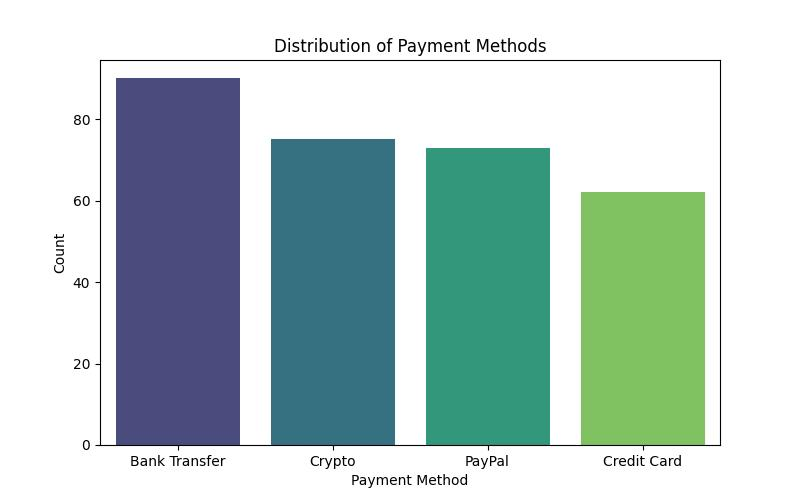 Distribution of Payment Methods
80
60
40
20
0
Count
Bank Transfer
Crypto
PayPal
Credit Card
Payment Method